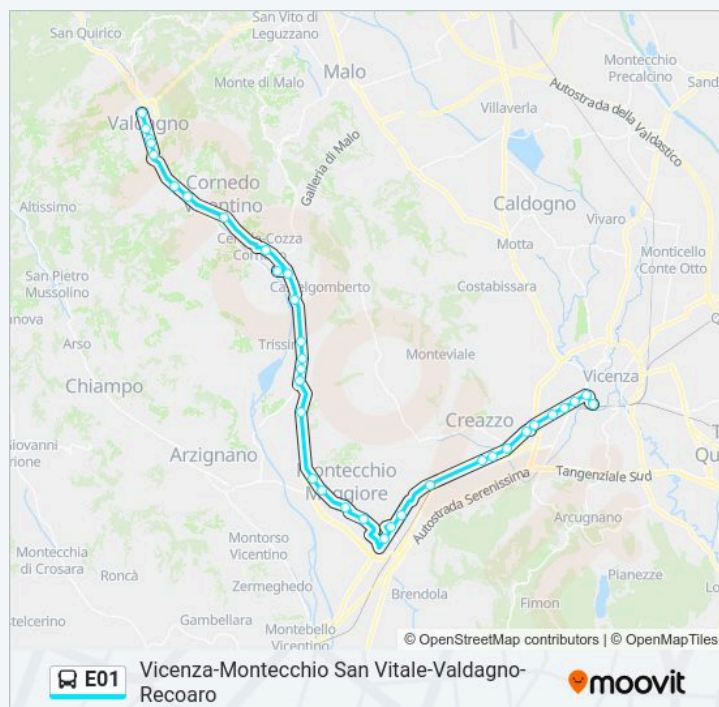 San Vito di
Leguzzano
San Quirico
Montecchio
Precalcino
Monte di Malo
Malo
Villaverla
Valdagno
Autostrada della Valdastico
Galleria di Malo
Cornedo
Vicentino
Altissimo
Caldogno
Vivaro
Motta
Monticello
Conte Otto
San Pietro
Mussolino
Castelgomberto
Costabissara
Arso
Trissino
Monteviale
Vicenza
Chiampo
Creazzo
Arzignano
Montecchio
Maggiore
Autostrada Serenissima
Tangenziale Sud
Arcugnano
Montorso
Vicentino
Montecchia
di Crosara
Roncà
Zermeghedo
Brendola
Pianezze
Fimon
Gambellara
Montebello
Vicentino
© OpenStreetMap contributors | © OpenMapTiles
E01
Vicenza-Montecchio San Vitale-Valdagno-
Recoaro
moovit